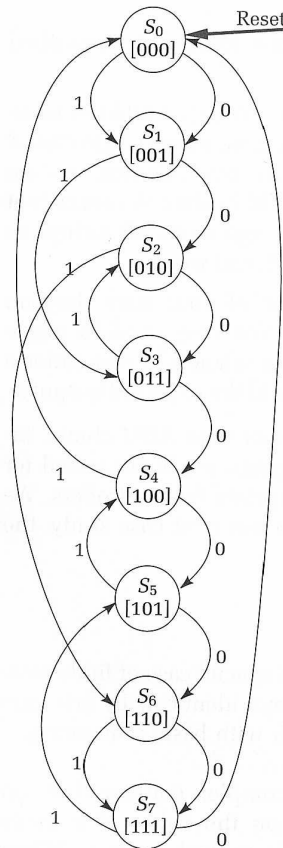 Reset
S₀
[000]
1 0
S₁
[001]
1 0
S₂
[010]
1
1 0
S₃
[011]
0
1
S₄
[100]
1 0
S₅
[101]
0
S₆
[110]
1 0
1
S₇
[111]
0